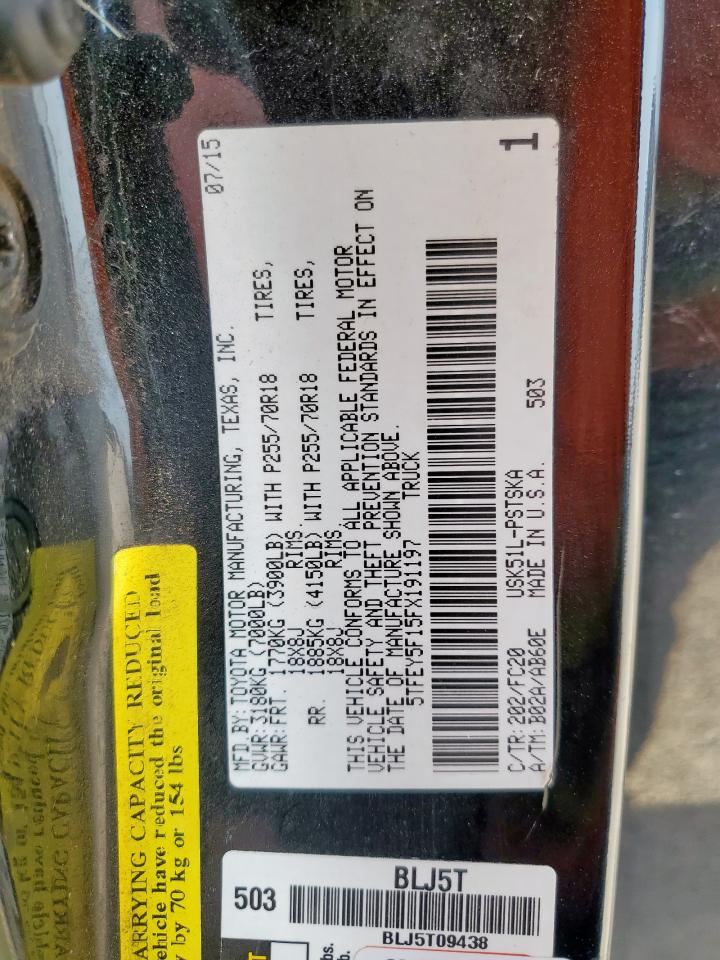 07/15
MFD.BY:TOYOTA MOTOR MANUFACTURING, TEXAS, INC.
GVWR:3180KG (7000LB)
GAWR:FRT. 1770KG (3900LB) WITH P255/70R18 TIRES,
18X8J RIMS.
RR. 1885KG (4150LB) WITH P255/70R18 TIRES,
18X8J RIMS.
THIS VEHICLE CONFORMS TO ALL APPLICABLE FEDERAL MOTOR
VEHICLE SAFETY AND THEFT PREVENTION STANDARDS IN EFFECT ON
THE DATE OF MANUFACTURE SHOWN ABOVE.
5TFEY5F15FX191197 TRUCK
C/TR:202/FC20 USK51L-PSTSKA
A/TM:B02A/AB60E MADE IN U.S.A. 503
1
ARRYING CAPACITY REDUCED
ehicle have reduced the original load
y by 70 kg or 154 lbs
503
BLJ5T
BLJ5T09438